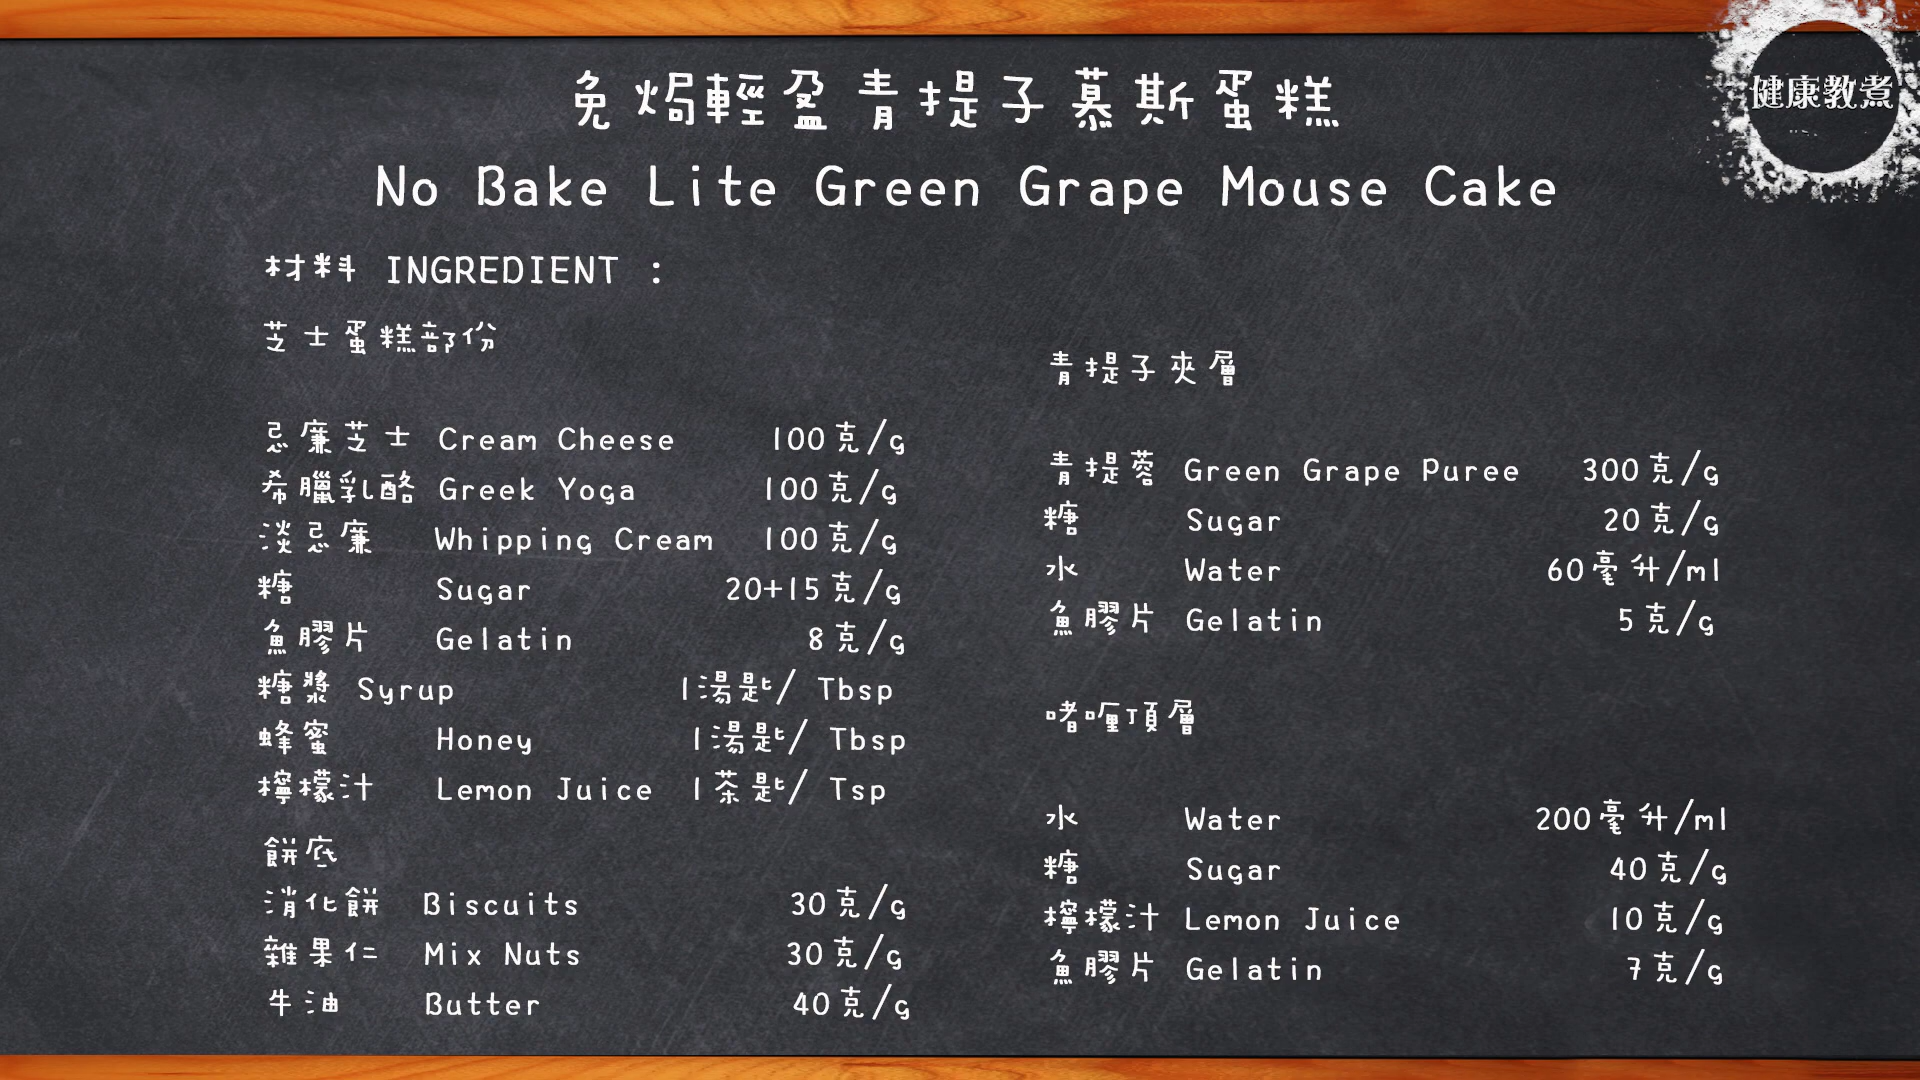 免焗輕盈青提子慕斯蛋糕
健康教煮
No Bake Lite Green Grape Mouse Cake
材料 INGREDIENT :
芝士蛋糕部份
忌廉芝士 Cream Cheese 100克/g
希臘乳酪 Greek Yoga 100克/g
淡忌廉 Whipping Cream 100克/g
糖 Sugar 20+15克/g
魚膠片 Gelatin 8克/g
糖漿 Syrup 1湯匙/ Tbsp
蜂蜜 Honey 1湯匙/ Tbsp
檸檬汁 Lemon Juice 1茶匙/ Tsp
餅底
消化餅 Biscuits 30克/g
雜果仁 Mix Nuts 30克/g
牛油 Butter 40克/g
青提子夾層
青提蓉 Green Grape Puree 300克/g
糖 Sugar 20克/g
水 Water 60毫升/ml
魚膠片 Gelatin 5克/g
啫喱頂層
水 Water 200毫升/ml
糖 Sugar 40克/g
檸檬汁 Lemon Juice 10克/g
魚膠片 Gelatin 7克/g